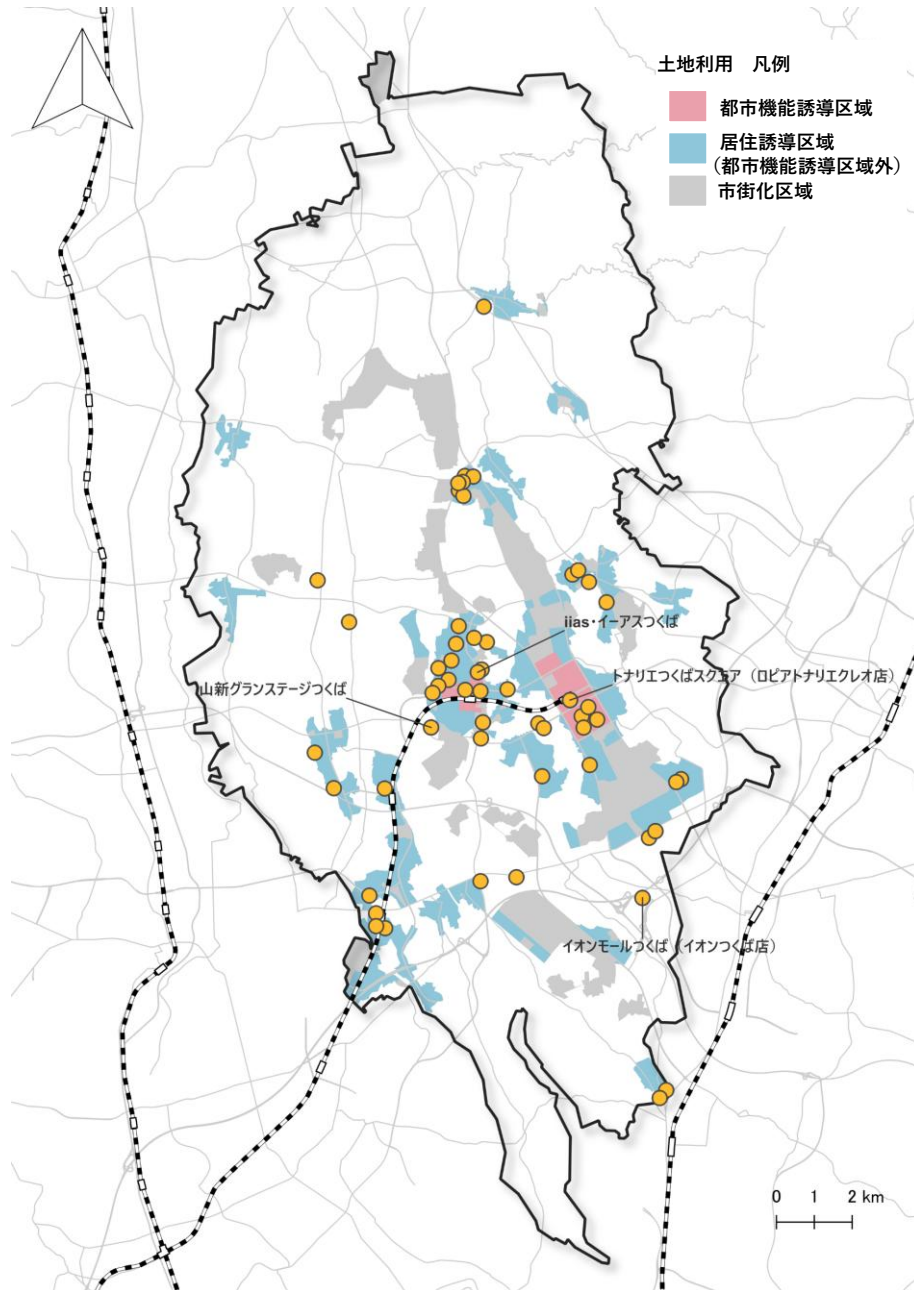 土地利用 凡例
都市機能誘導区域
居住誘導区域
(都市機能誘導区域外)
市街化区域
iias・イーアスつくば
トナリエつくばスクエア（ロピアトナリエクレオ店）
山新グランステージつくば
イオンモールつくば（イオンつくば店）
0 1 2 km